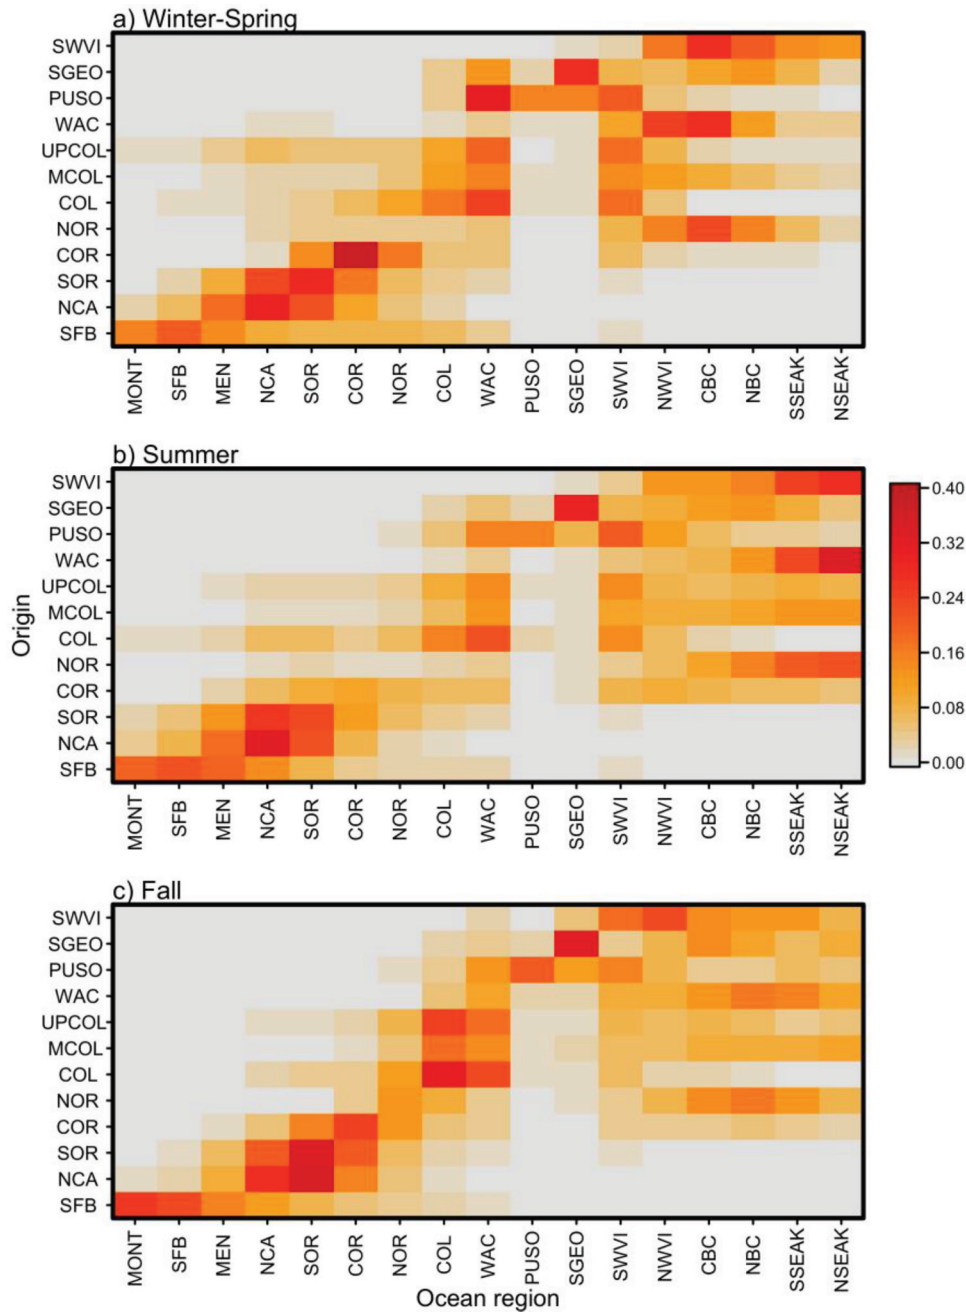 a) Winter-Spring
SWVI
SGEO
PUSO
WAC
UPCOL
MCOL
COL
NOR
COR
SOR
NCA
SFB
MONT SFB MEN NCA SOR COR NOR COL WAC PUSO SGEO SWVI NWVI CBC NBC SSEAK NSEAK
b) Summer
SWVI
SGEO
PUSO
WAC
UPCOL
MCOL
COL
NOR
COR
SOR
NCA
SFB
Origin
MONT SFB MEN NCA SOR COR NOR COL WAC PUSO SGEO SWVI NWVI CBC NBC SSEAK NSEAK
0.40
0.32
0.24
0.16
0.08
0.00
c) Fall
SWVI
SGEO
PUSO
WAC
UPCOL
MCOL
COL
NOR
COR
SOR
NCA
SFB
MONT SFB MEN NCA SOR COR NOR COL WAC PUSO SGEO SWVI NWVI CBC NBC SSEAK NSEAK
Ocean region